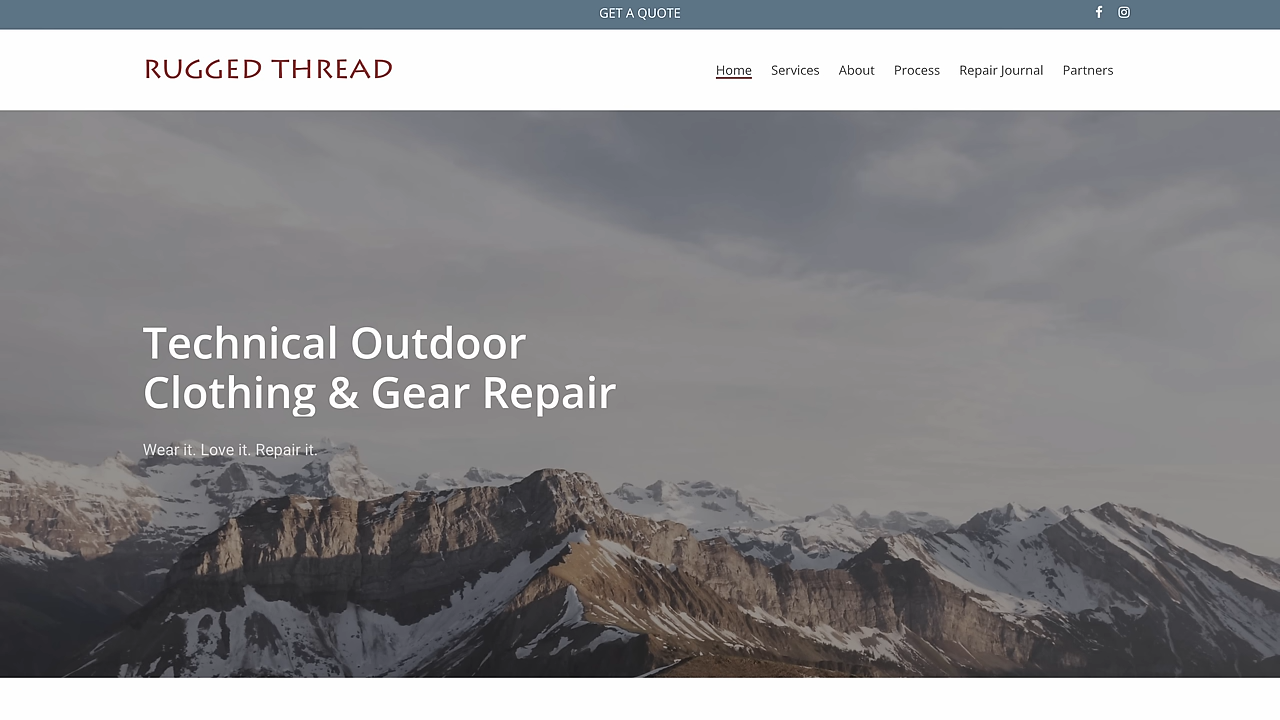 GET A QUOTE
RUGGED THREAD
Home Services About Process Repair Journal Partners
Technical Outdoor
Clothing & Gear Repair
Wear it. Love it. Repair it.